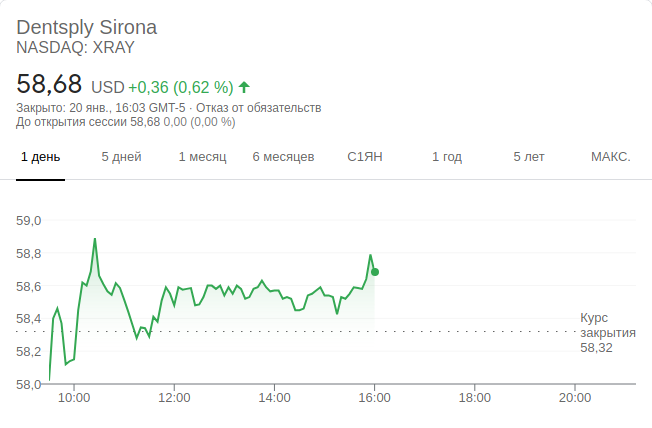 Dentsply Sirona
NASDAQ: XRAY
58,68 USD +0,36 (0,62 %)
Закрыто: 20 янв., 16:03 GMT-5 · Отказ от обязательств
До открытия сессии 58,68 0,00 (0,00 %)
1 день 5 дней 1 месяц 6 месяцев С1ЯН 1 год 5 лет МАКС.
59,0
58,8
58,6
58,4
58,2
58,0
Курс
закрытия
58,32
10:00 12:00 14:00 16:00 18:00 20:00